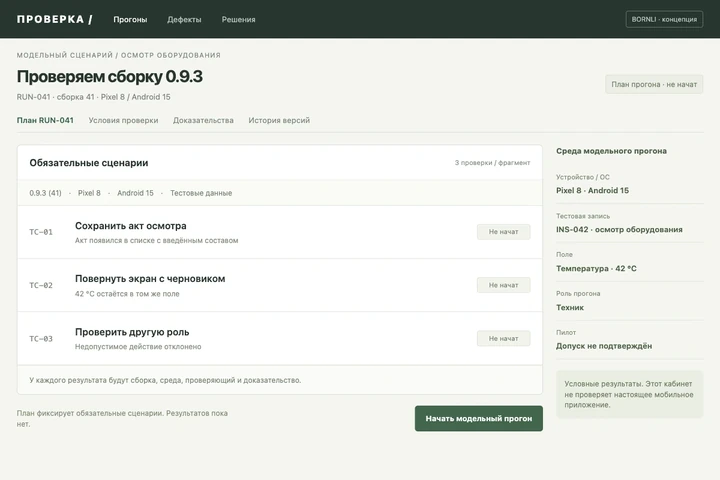 ПРОВЕРКА /
Прогоны
Дефекты
Решения
BORNLI · концепция
МОДЕЛЬНЫЙ СЦЕНАРИЙ / ОСМОТР ОБОРУДОВАНИЯ
Проверяем сборку 0.9.3
RUN-041 · сборка 41 · Pixel 8 / Android 15
План прогона · не начат
План RUN-041
Условия проверки
Доказательства
История версий
Обязательные сценарии
3 проверки / фрагмент
0.9.3 (41) · Pixel 8 · Android 15 · Тестовые данные
TC-01
Сохранить акт осмотра
Акт появился в списке с введённым составом
Не начат
TC-02
Повернуть экран с черновиком
42 °C остаётся в том же поле
Не начат
TC-03
Проверить другую роль
Недопустимое действие отклонено
Не начат
У каждого результата будут сборка, среда, проверяющий и доказательство.
План фиксирует обязательные сценарии. Результатов пока
нет.
Начать модельный прогон
Среда модельного прогона
Устройство / ОС
Pixel 8 · Android 15
Тестовая запись
INS-042 · осмотр оборудования
Поле
Температура · 42 °C
Роль прогона
Техник
Пилот
Допуск не подтверждён
Условные результаты. Этот кабинет
не проверяет настоящее мобильное
приложение.